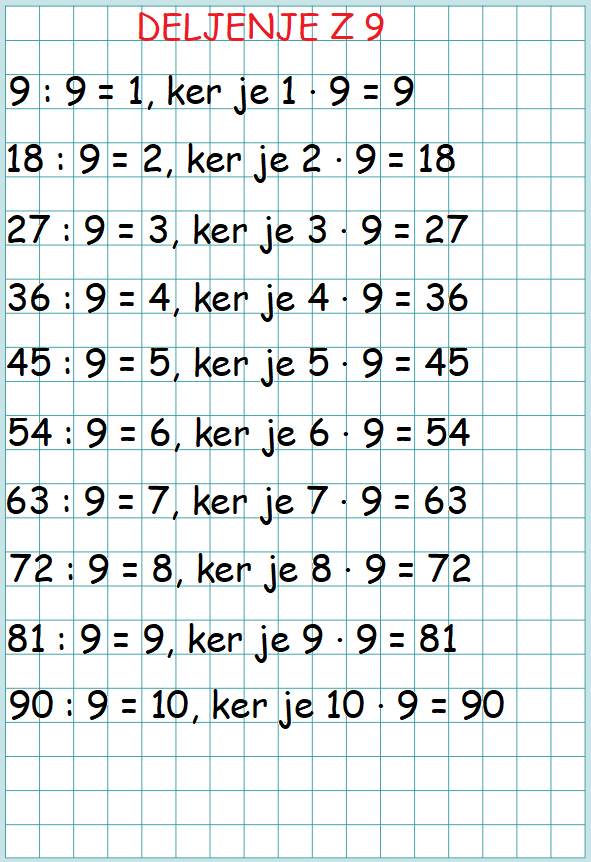 DELJENJE Z 9
9 : 9 = 1, ker je 1 · 9 = 9
18 : 9 = 2, ker je 2 · 9 = 18
27 : 9 = 3, ker je 3 · 9 = 27
36 : 9 = 4, ker je 4 · 9 = 36
45 : 9 = 5, ker je 5 · 9 = 45
54 : 9 = 6, ker je 6 · 9 = 54
63 : 9 = 7, ker je 7 · 9 = 63
72 : 9 = 8, ker je 8 · 9 = 72
81 : 9 = 9, ker je 9 · 9 = 81
90 : 9 = 10, ker je 10 · 9 = 90